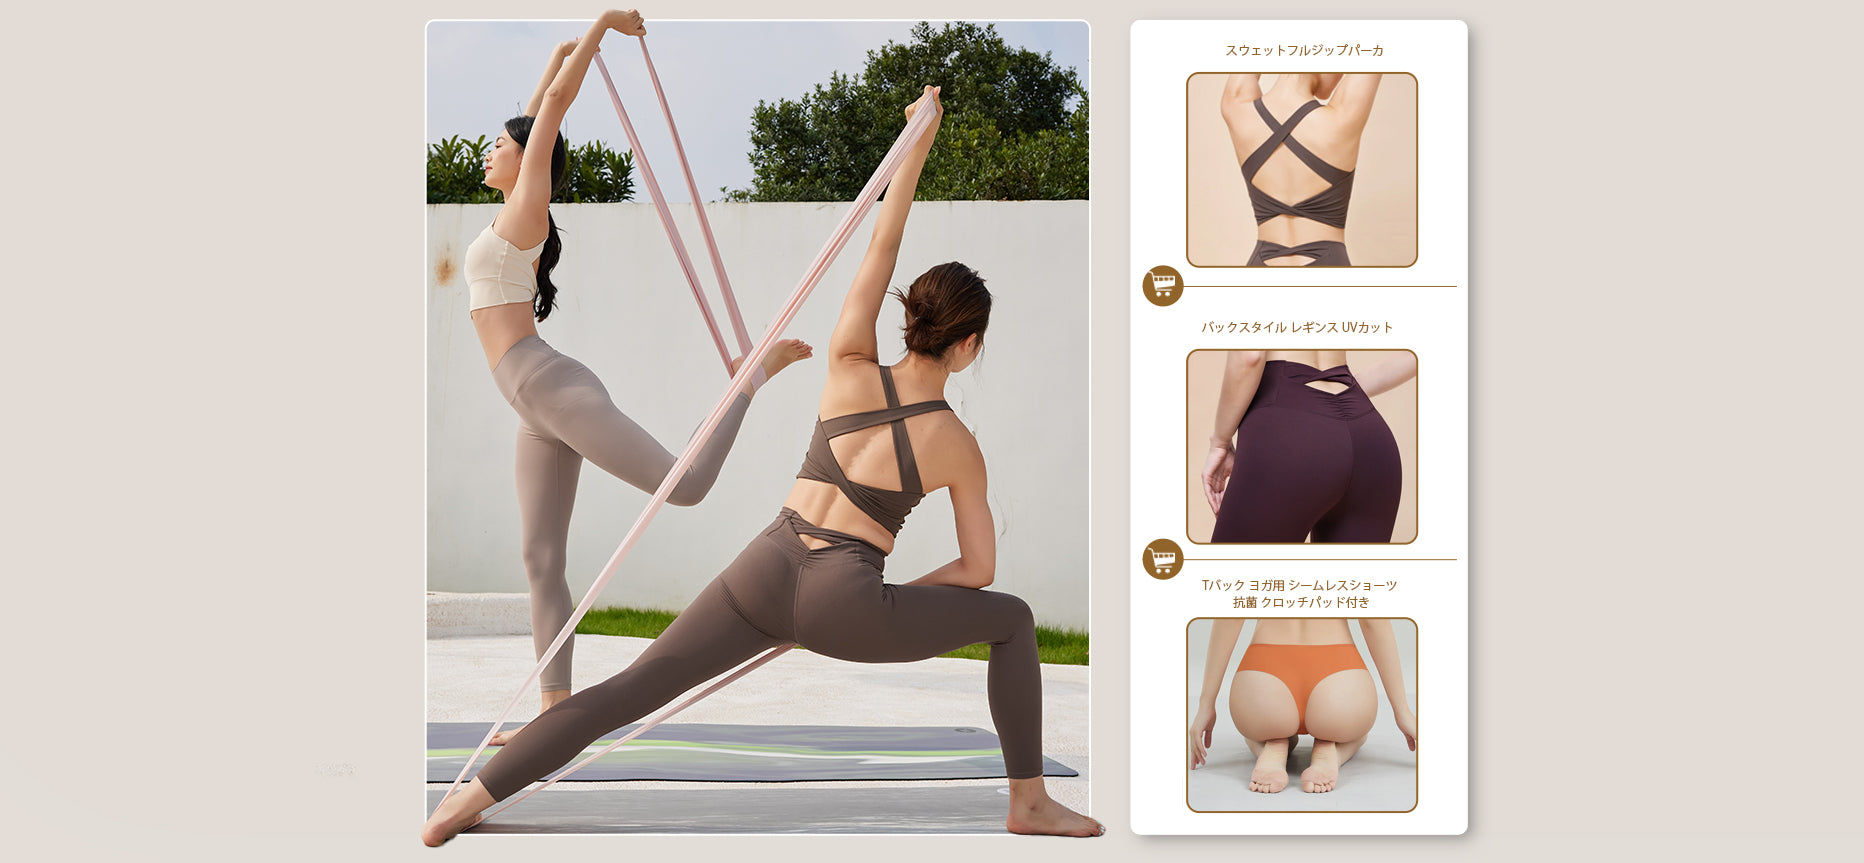 スウェットフルジップパーカ
バックスタイル レギンス UVカット
Tバック ヨガ用 シームレスショーツ
抗菌 クロッチパッド付き